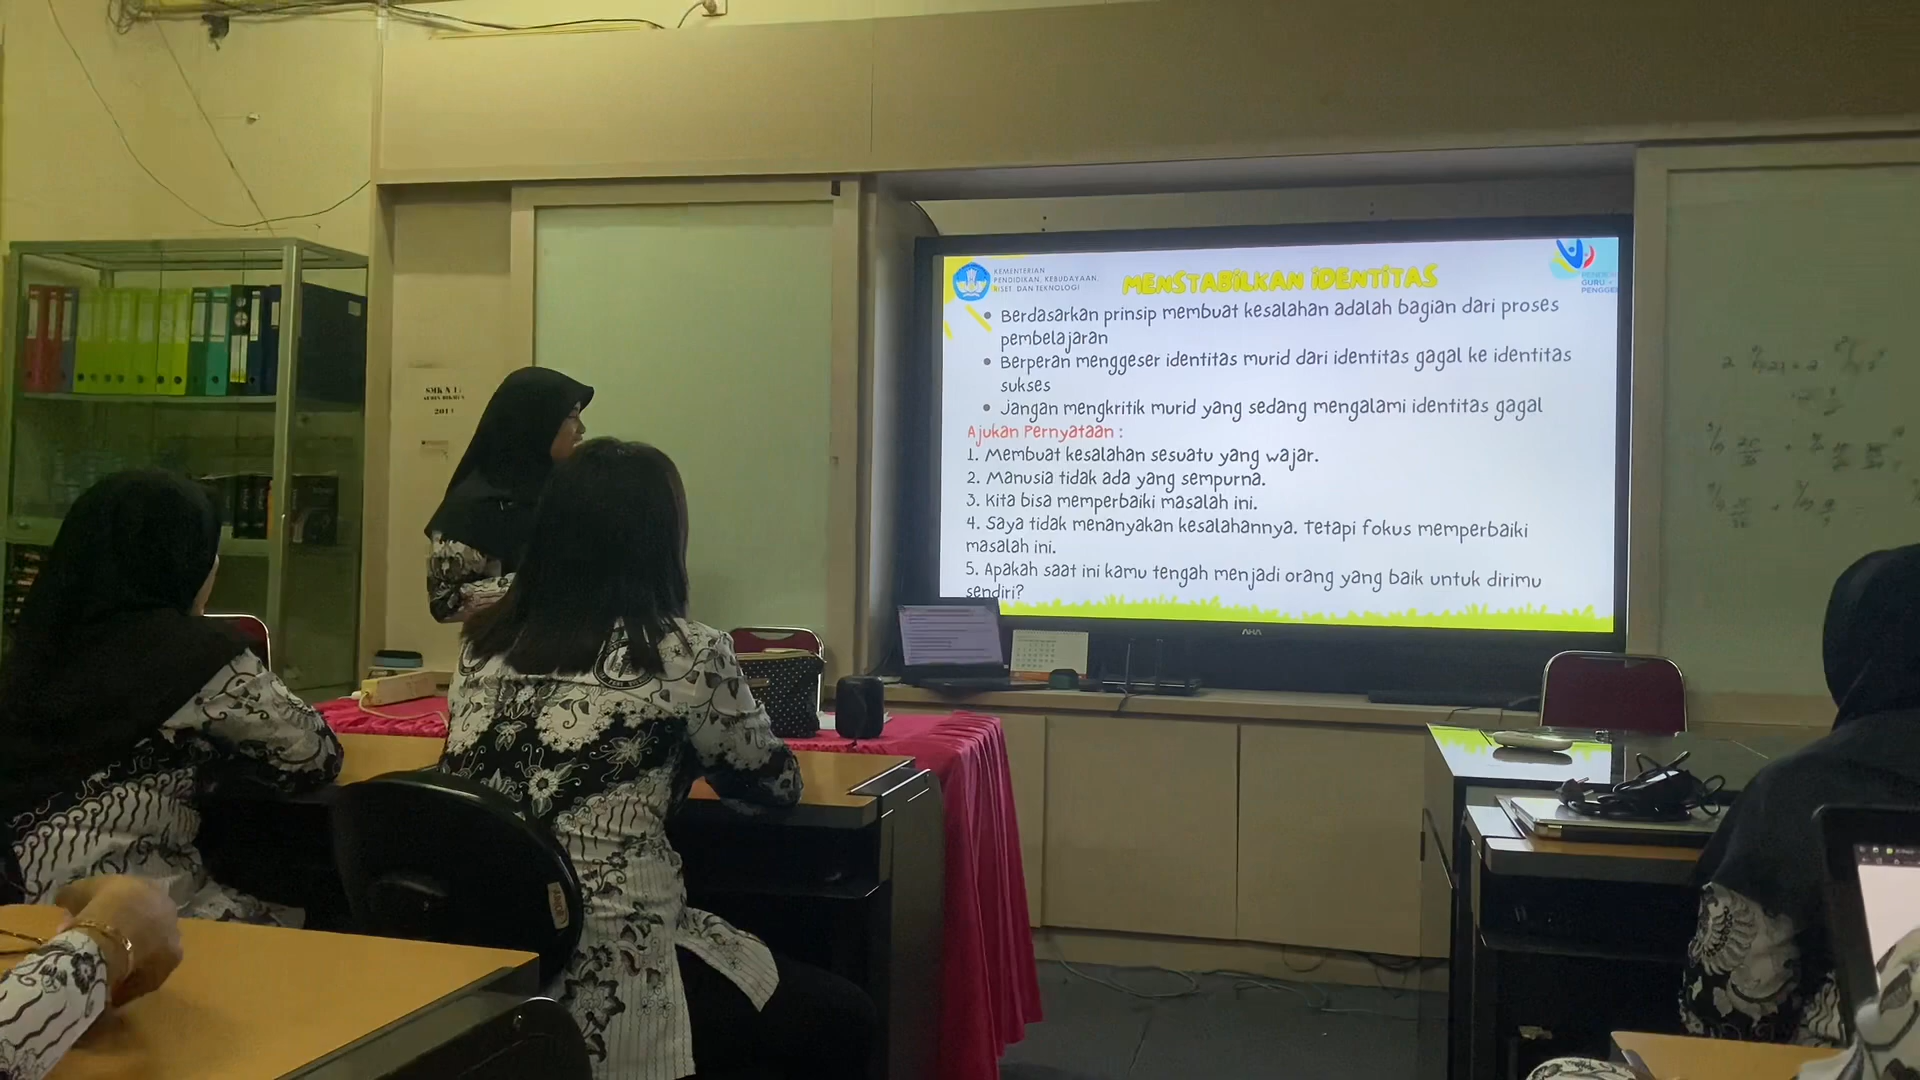 KEMENTERIAN
PENDIDIKAN, KEBUDAYAAN,
RISET, DAN TEKNOLOGI
MENSTABILKAN IDENTITAS
GURU
PENGGE
• Berdasarkan prinsip membuat kesalahan adalah bagian dari proses
pembelajaran
• Berperan menggeser identitas murid dari identitas gagal ke identitas
sukses
• Jangan mengkritik murid yang sedang mengalami identitas gagal
Ajukan Pernyataan :
1. Membuat kesalahan sesuatu yang wajar.
2. Manusia tidak ada yang sempurna.
3. Kita bisa memperbaiki masalah ini.
4. Saya tidak menanyakan kesalahannya. Tetapi fokus memperbaiki
masalah ini.
5. Apakah saat ini kamu tengah menjadi orang yang baik untuk dirimu
sendiri?
SMK N 1